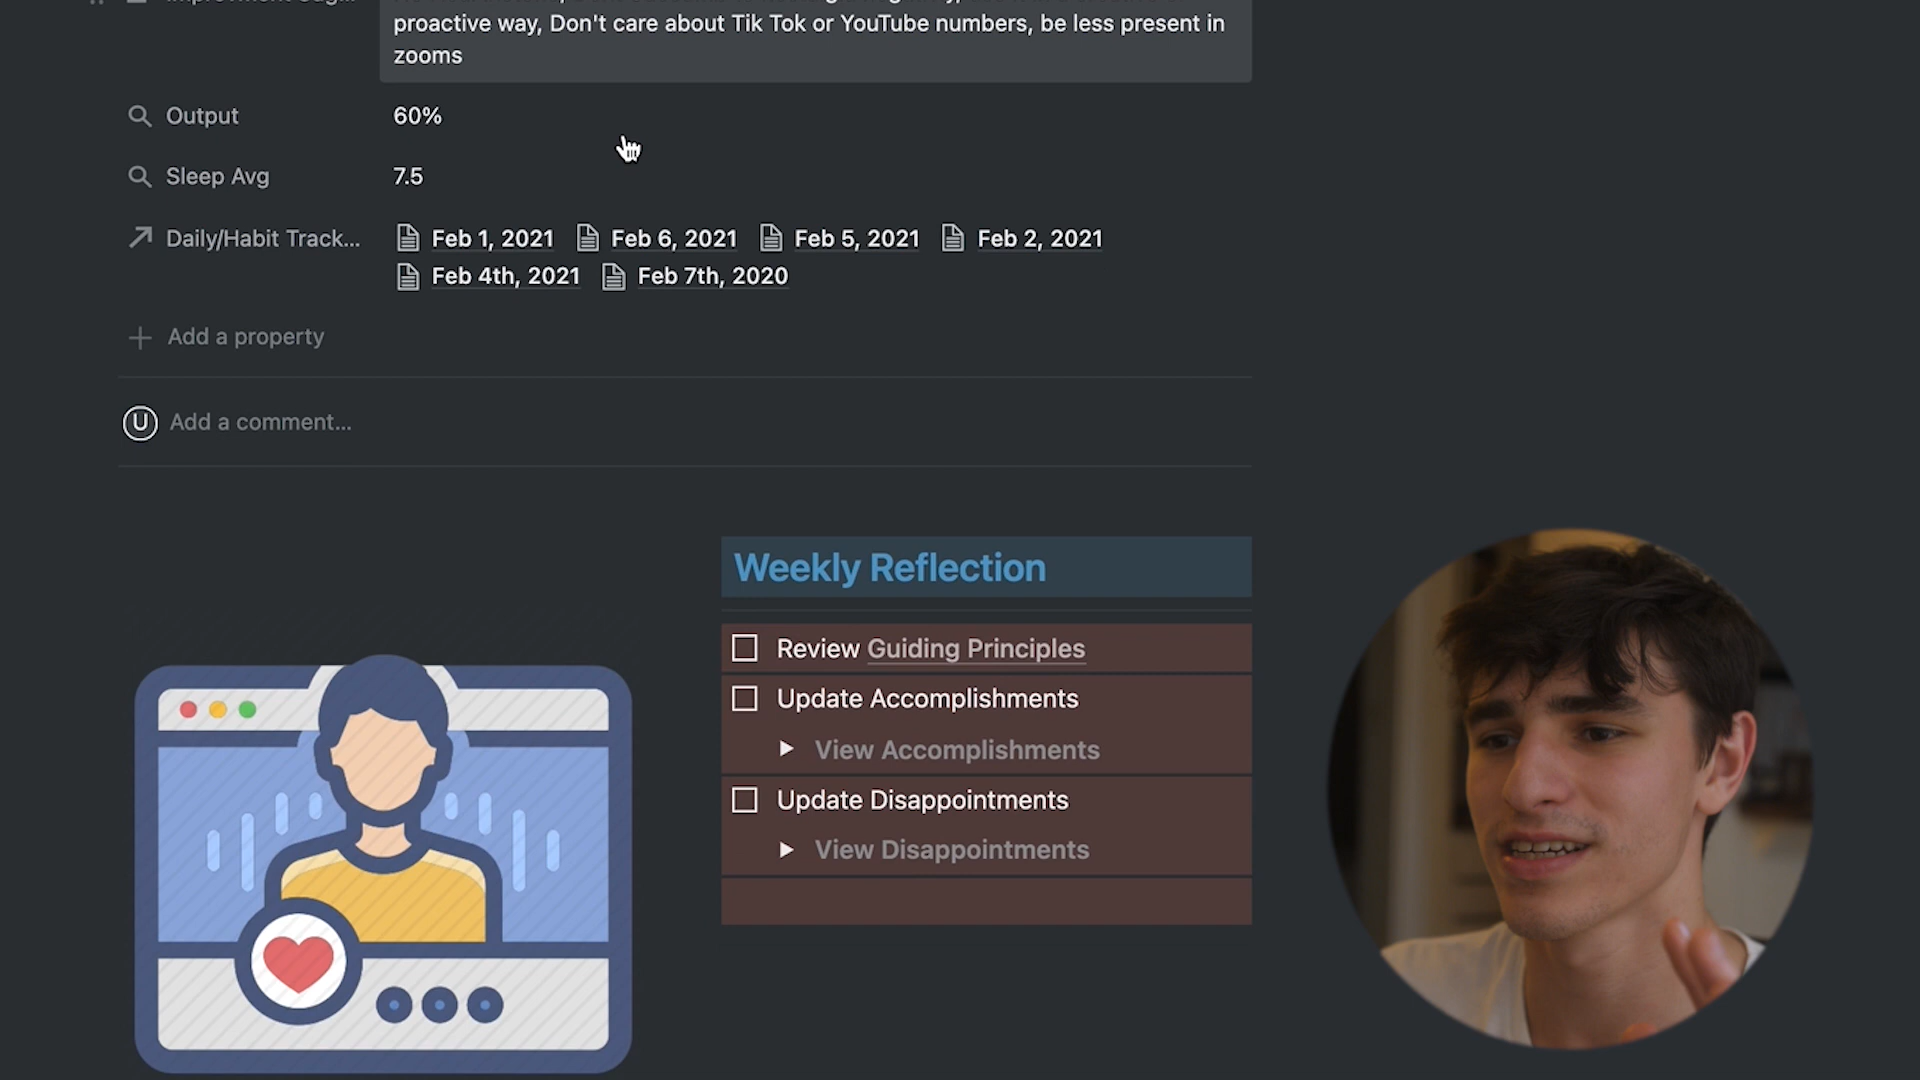 proactive way, Don't care about Tik Tok or YouTube numbers, be less present in
zooms
Output 60%
Sleep Avg 7.5
Daily/Habit Track... Feb 1, 2021 Feb 6, 2021 Feb 5, 2021 Feb 2, 2021
Feb 4th, 2021 Feb 7th, 2020
Add a property
U Add a comment...
Weekly Reflection
Review Guiding Principles
Update Accomplishments
View Accomplishments
Update Disappointments
View Disappointments